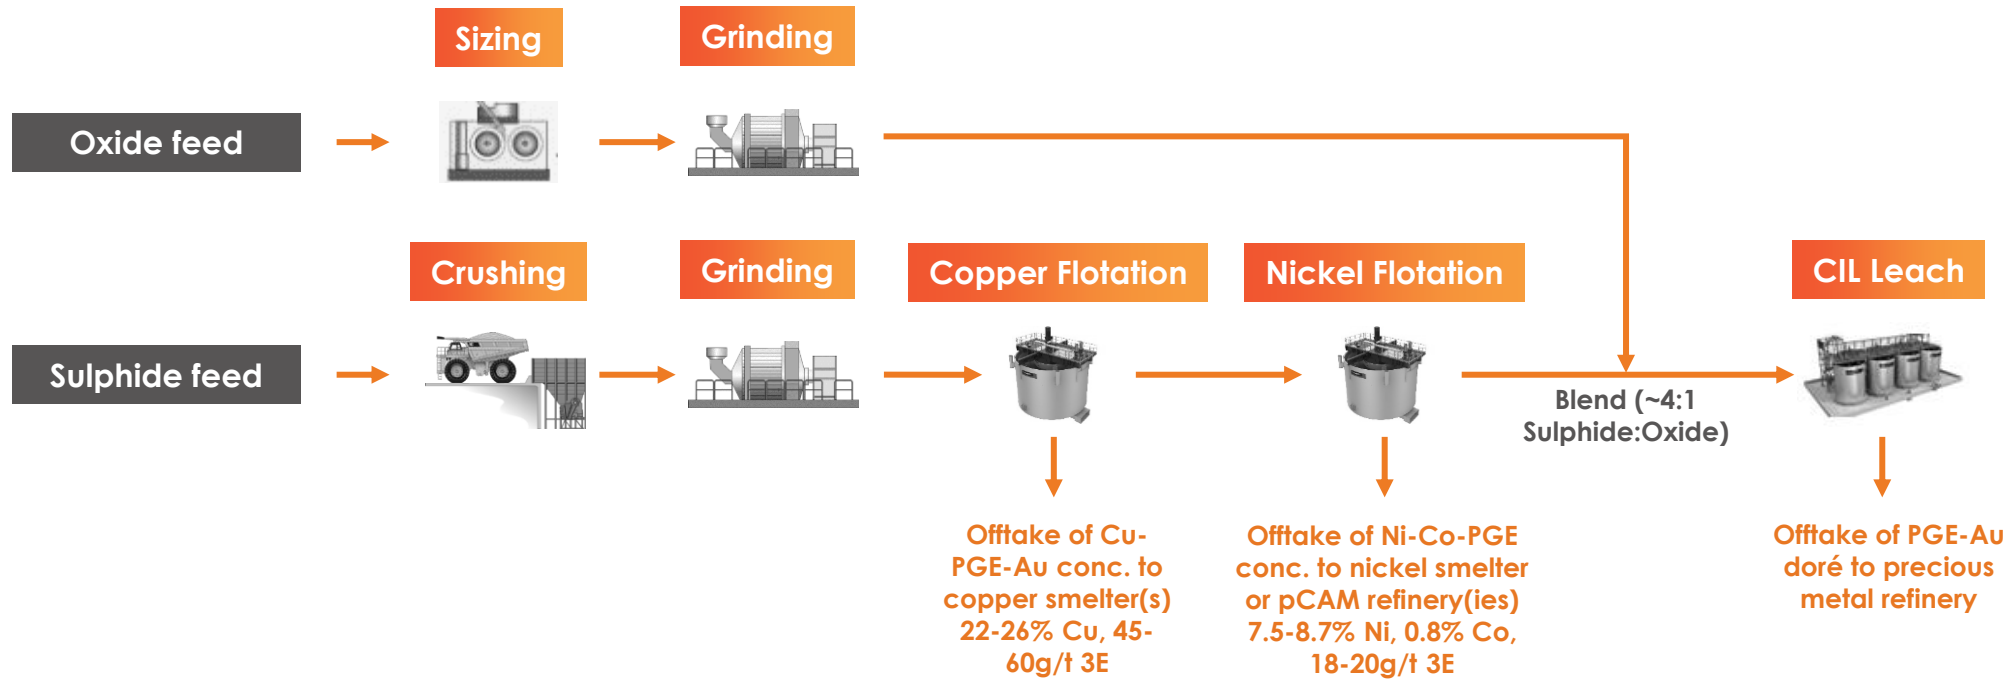 Sizing
Grinding
Oxide feed
Crushing
Grinding
Copper Flotation
Nickel Flotation
CIL Leach
Sulphide feed
Blend (~4:1
Sulphide:Oxide)
Offtake of Cu-
PGE-Au conc. to
copper smelter(s)
22-26% Cu, 45-
60g/t 3E
Offtake of Ni-Co-PGE
conc. to nickel smelter
or pCAM refinery(ies)
7.5-8.7% Ni, 0.8% Co,
18-20g/t 3E
Offtake of PGE-Au
doré to precious
metal refinery